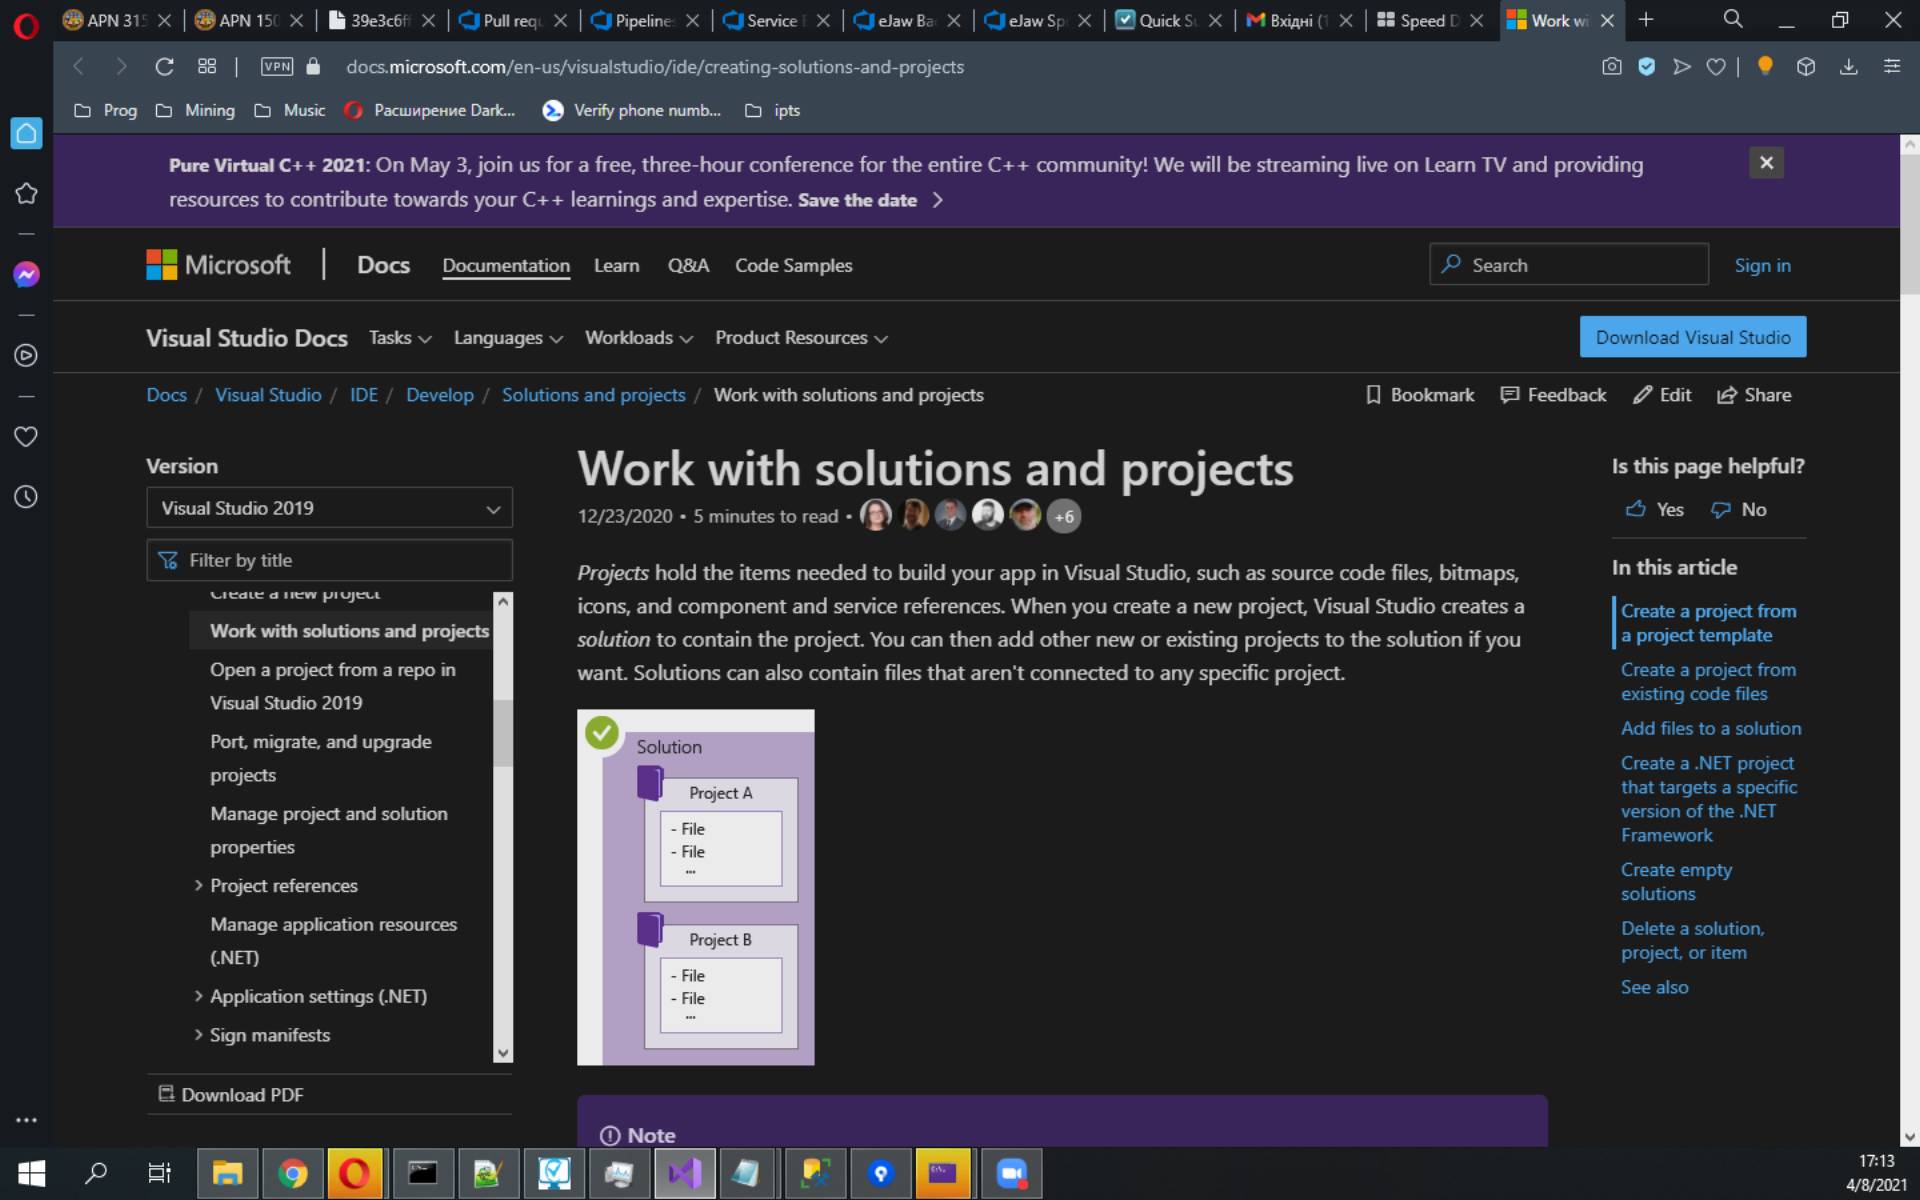 APN 315
APN 150
39e3c6ff
Pull requ
Pipelines
Service
eJaw Ba
eJaw Sp
Quick Su
Вхідні (1
Speed D
Work wi
VPN
docs.microsoft.com/en-us/visualstudio/ide/creating-solutions-and-projects
Prog
Mining
Music
Расширение Dark...
Verify phone numb...
ipts
Pure Virtual C++ 2021: On May 3, join us for a free, three-hour conference for the entire C++ community! We will be streaming live on Learn TV and providing
resources to contribute towards your C++ learnings and expertise. Save the date
Microsoft
Docs
Documentation
Learn
Q&A
Code Samples
Search
Sign in
Visual Studio Docs
Tasks
Languages
Workloads
Product Resources
Download Visual Studio
Docs / Visual Studio / IDE / Develop / Solutions and projects / Work with solutions and projects
Bookmark
Feedback
Edit
Share
Version
Visual Studio 2019
Filter by title
Create a new project
Work with solutions and projects
Open a project from a repo in
Visual Studio 2019
Port, migrate, and upgrade
projects
Manage project and solution
properties
Project references
Manage application resources
(.NET)
Application settings (.NET)
Sign manifests
Download PDF
Work with solutions and projects
12/23/2020 • 5 minutes to read •
+6
Projects hold the items needed to build your app in Visual Studio, such as source code files, bitmaps,
icons, and component and service references. When you create a new project, Visual Studio creates a
solution to contain the project. You can then add other new or existing projects to the solution if you
want. Solutions can also contain files that aren't connected to any specific project.
Solution
Project A
- File
- File
...
Project B
- File
- File
...
Note
Is this page helpful?
Yes
No
In this article
Create a project from
a project template
Create a project from
existing code files
Add files to a solution
Create a .NET project
that targets a specific
version of the .NET
Framework
Create empty
solutions
Delete a solution,
project, or item
See also
17:13
4/8/2021